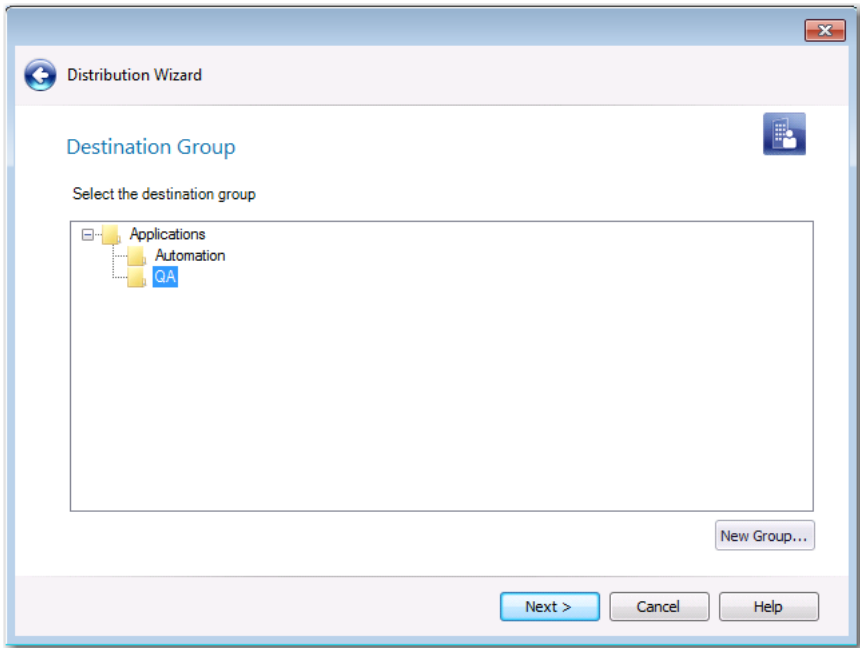 Distribution Wizard
Destination Group
Select the destination group
Applications
Automation
QA
New Group...
Next > Cancel Help